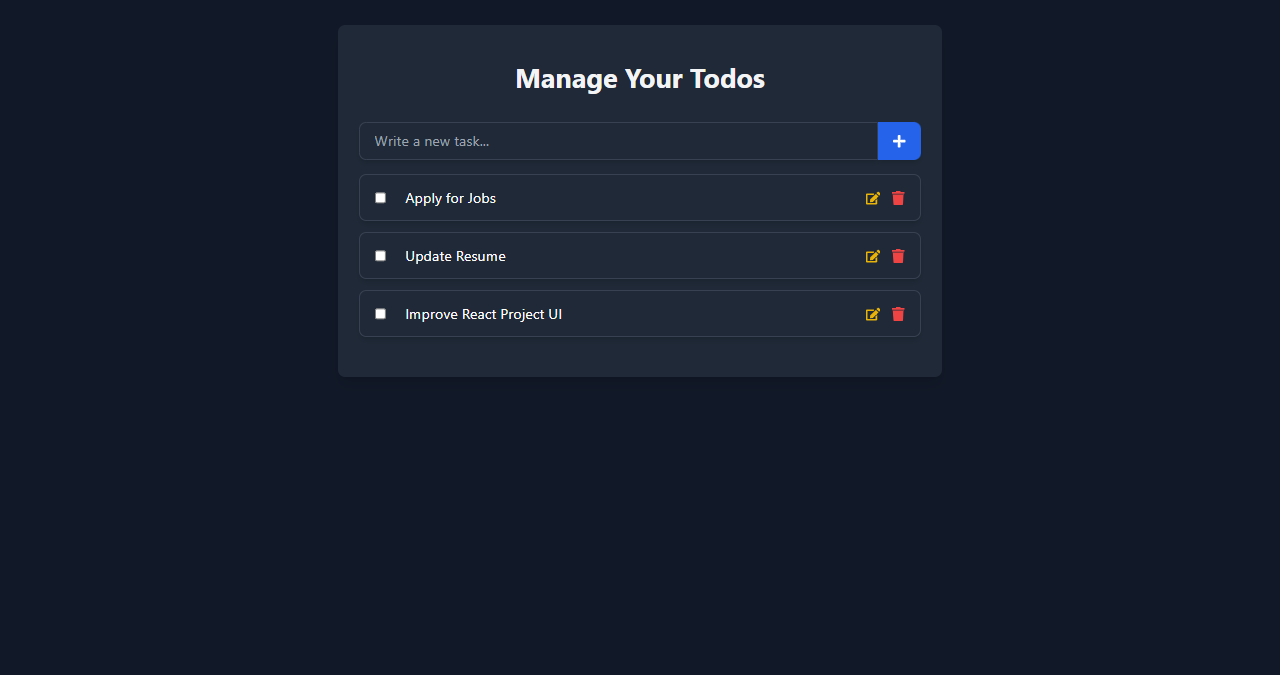 Manage Your Todos
Write a new task...
Apply for Jobs
Update Resume
Improve React Project UI